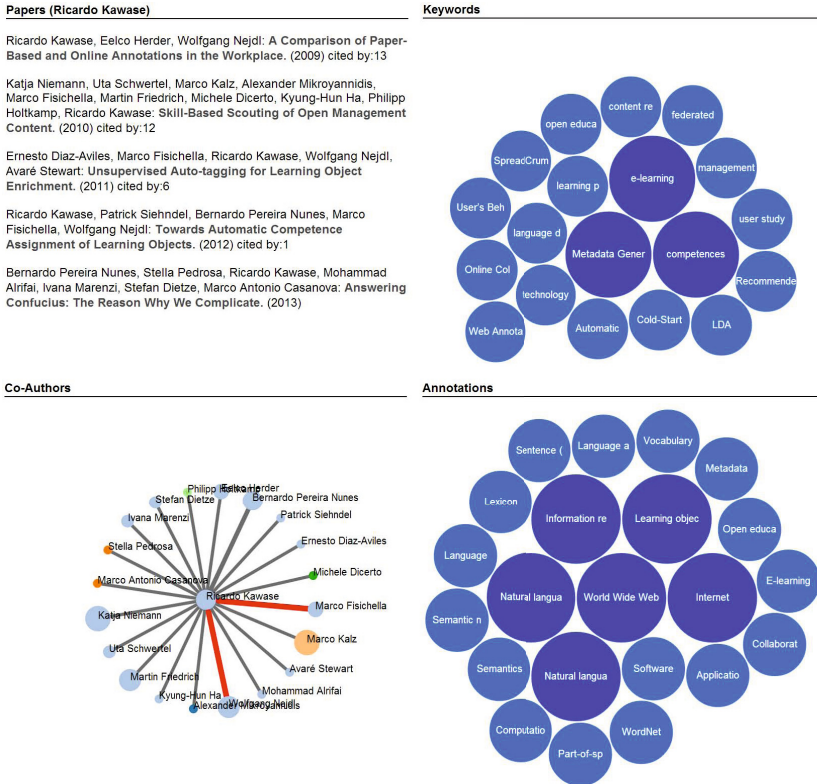 Papers (Ricardo Kawase)
Ricardo Kawase, Eelco Herder, Wolfgang Nejdl: A Comparison of Paper-
Based and Online Annotations in the Workplace. (2009) cited by:13
Katja Niemann, Uta Schwertel, Marco Kalz, Alexander Mikroyannidis,
Marco Fisichella, Martin Friedrich, Michele Dicerto, Kyung-Hun Ha, Philipp
Holtkamp, Ricardo Kawase: Skill-Based Scouting of Open Management
Content. (2010) cited by:12
Ernesto Diaz-Aviles, Marco Fisichella, Ricardo Kawase, Wolfgang Nejdl,
Avaré Stewart: Unsupervised Auto-tagging for Learning Object
Enrichment. (2011) cited by:6
Ricardo Kawase, Patrick Siehndel, Bernardo Pereira Nunes, Marco
Fisichella, Wolfgang Nejdl: Towards Automatic Competence
Assignment of Learning Objects. (2012) cited by:1
Bernardo Pereira Nunes, Stella Pedrosa, Ricardo Kawase, Mohammad
Alrifai, Ivana Marenzi, Stefan Dietze, Marco Antonio Casanova: Answering
Confucius: The Reason Why We Complicate. (2013)
Keywords
content re
federated
open educa
SpreadCrum
e-learning
management
learning p
User's Beh
user study
language d
Metadata Gener
competences
Online Col
technology
Recommende
Web Annota
Automatic
Cold-Start
LDA
Co-Authors
Philipp Holtkamp
Eelco Herder
Stefan Dietze
Bernardo Pereira Nunes
Ivana Marenzi
Patrick Siehndel
Stella Pedrosa
Ernesto Diaz-Aviles
Marco Antonio Casanova
Michele Dicerto
Ricardo Kawase
Marco Fisichella
Katja Niemann
Marco Kalz
Uta Schwertel
Avaré Stewart
Martin Friedrich
Kyung-Hun Ha
Mohammad Alrifai
Alexander Mikroyannidis
Wolfgang Nejdl
Annotations
Sentence (
Language a
Vocabulary
Metadata
Lexicon
Information re
Learning objec
Open educa
Language
Natural langua
World Wide Web
Internet
E-learning
Semantic n
Collaborat
Semantics
Natural langua
Software
Applicatio
Computatio
Part-of-sp
WordNet